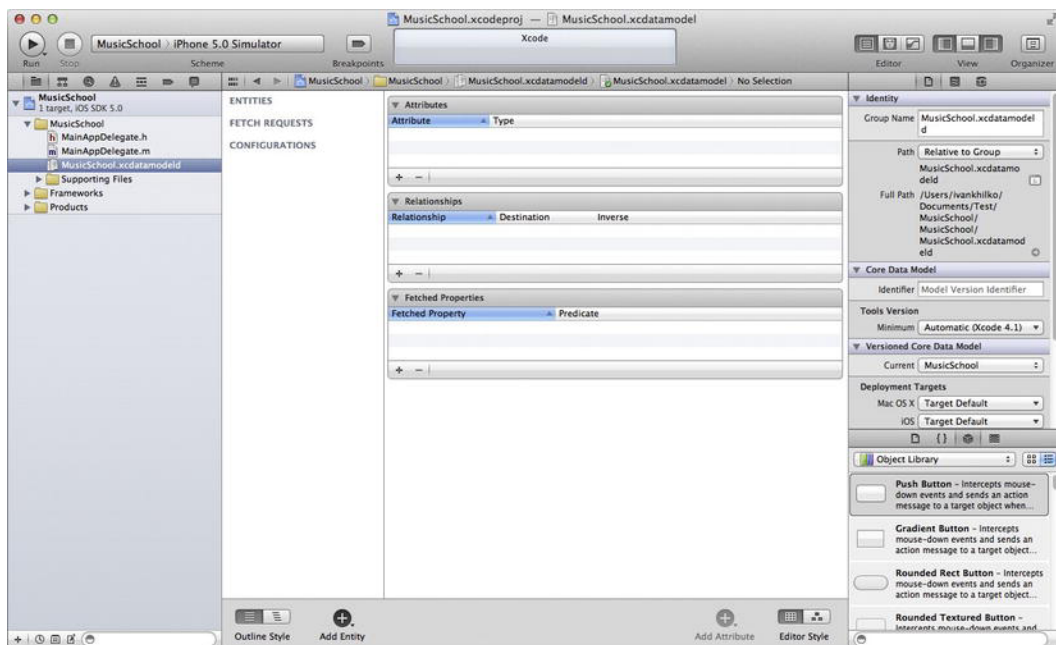 MusicSchool.xcodeproj — MusicSchool.xcdatamodel
MusicSchool › iPhone 5.0 Simulator
Xcode
Run Stop Scheme Breakpoints Editor View Organizer
MusicSchool › MusicSchool › MusicSchool.xcdatamodeld › MusicSchool.xcdatamodel › No Selection
MusicSchool
1 target, iOS SDK 5.0
MusicSchool
MainAppDelegate.h
MainAppDelegate.m
MusicSchool.xcdatamodeld
Supporting Files
Frameworks
Products
ENTITIES
FETCH REQUESTS
CONFIGURATIONS
Attributes
Attribute Type
+ −
Relationships
Relationship Destination Inverse
+ −
Fetched Properties
Fetched Property Predicate
+ −
Outline Style Add Entity Add Attribute Editor Style
Identity
Group Name MusicSchool.xcdatamodel
d
Path Relative to Group
MusicSchool.xcdatamo
deld
Full Path /Users/ivankhilko/
Documents/Test/
MusicSchool/
MusicSchool/
MusicSchool.xcdatamod
eld
Core Data Model
Identifier Model Version Identifier
Tools Version
Minimum Automatic (Xcode 4.1)
Versioned Core Data Model
Current MusicSchool
Deployment Targets
Mac OS X Target Default
iOS Target Default
{}
Object Library
Push Button - Intercepts mouse-
down events and sends an action
message to a target object when...
Gradient Button - Intercepts
mouse-down events and sends an
action message to a target object...
Rounded Rect Button - Intercepts
mouse-down events and sends an
action message to a target object...
Rounded Textured Button -
Intercepts mouse-down events and